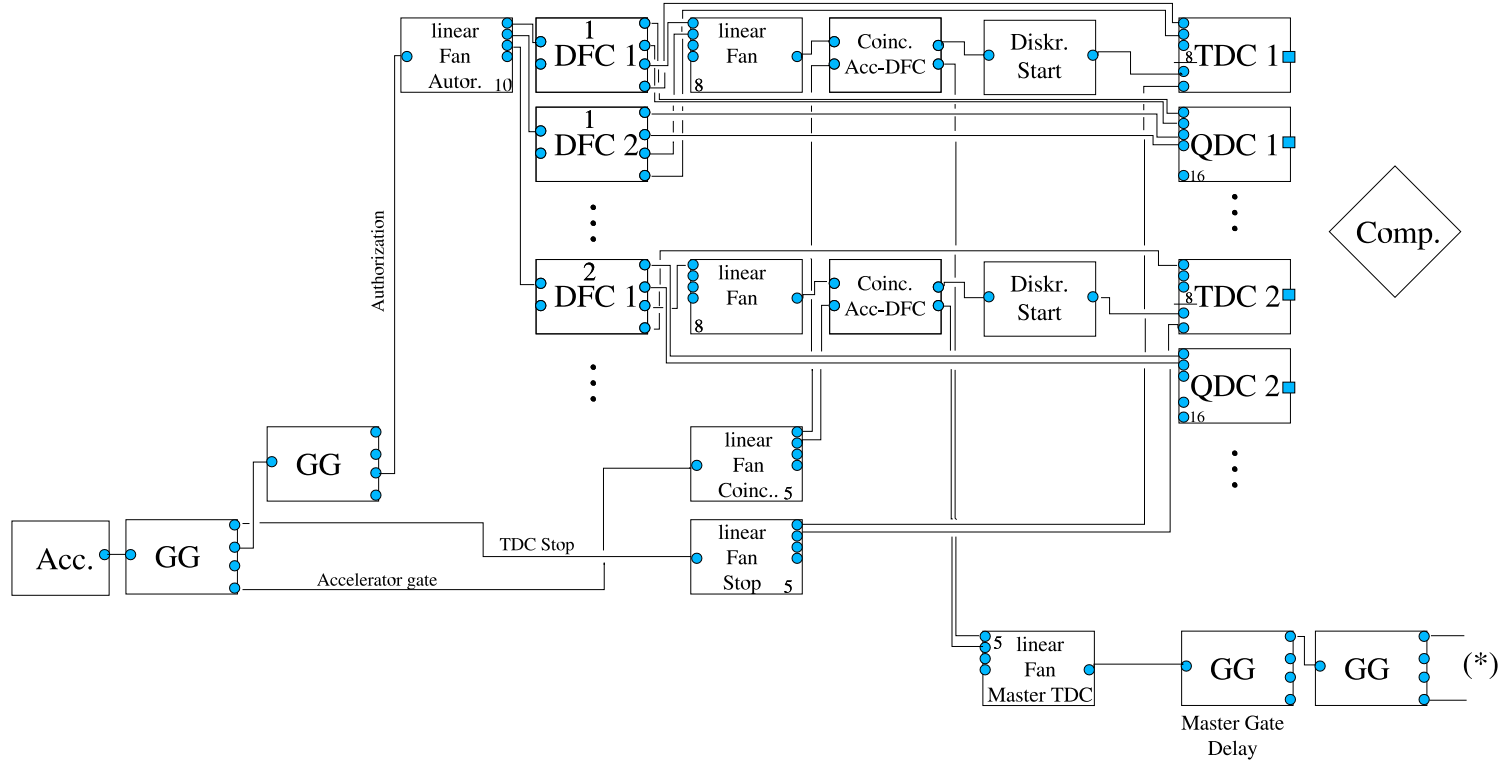 linear
Fan
Autor.
10
1
DFC 1
linear
Fan
8
Coinc.
Acc-DFC
Diskr.
Start
8
TDC 1
1
DFC 2
QDC 1
16
Comp.
Authorization
2
DFC 1
linear
Fan
8
Coinc.
Acc-DFC
Diskr.
Start
8
TDC 2
QDC 2
16
GG
linear
Fan
Coinc..
5
Acc.
GG
TDC Stop
Accelerator gate
linear
Fan
Stop
5
5
linear
Fan
Master TDC
GG
GG
(*)
Master Gate
Delay